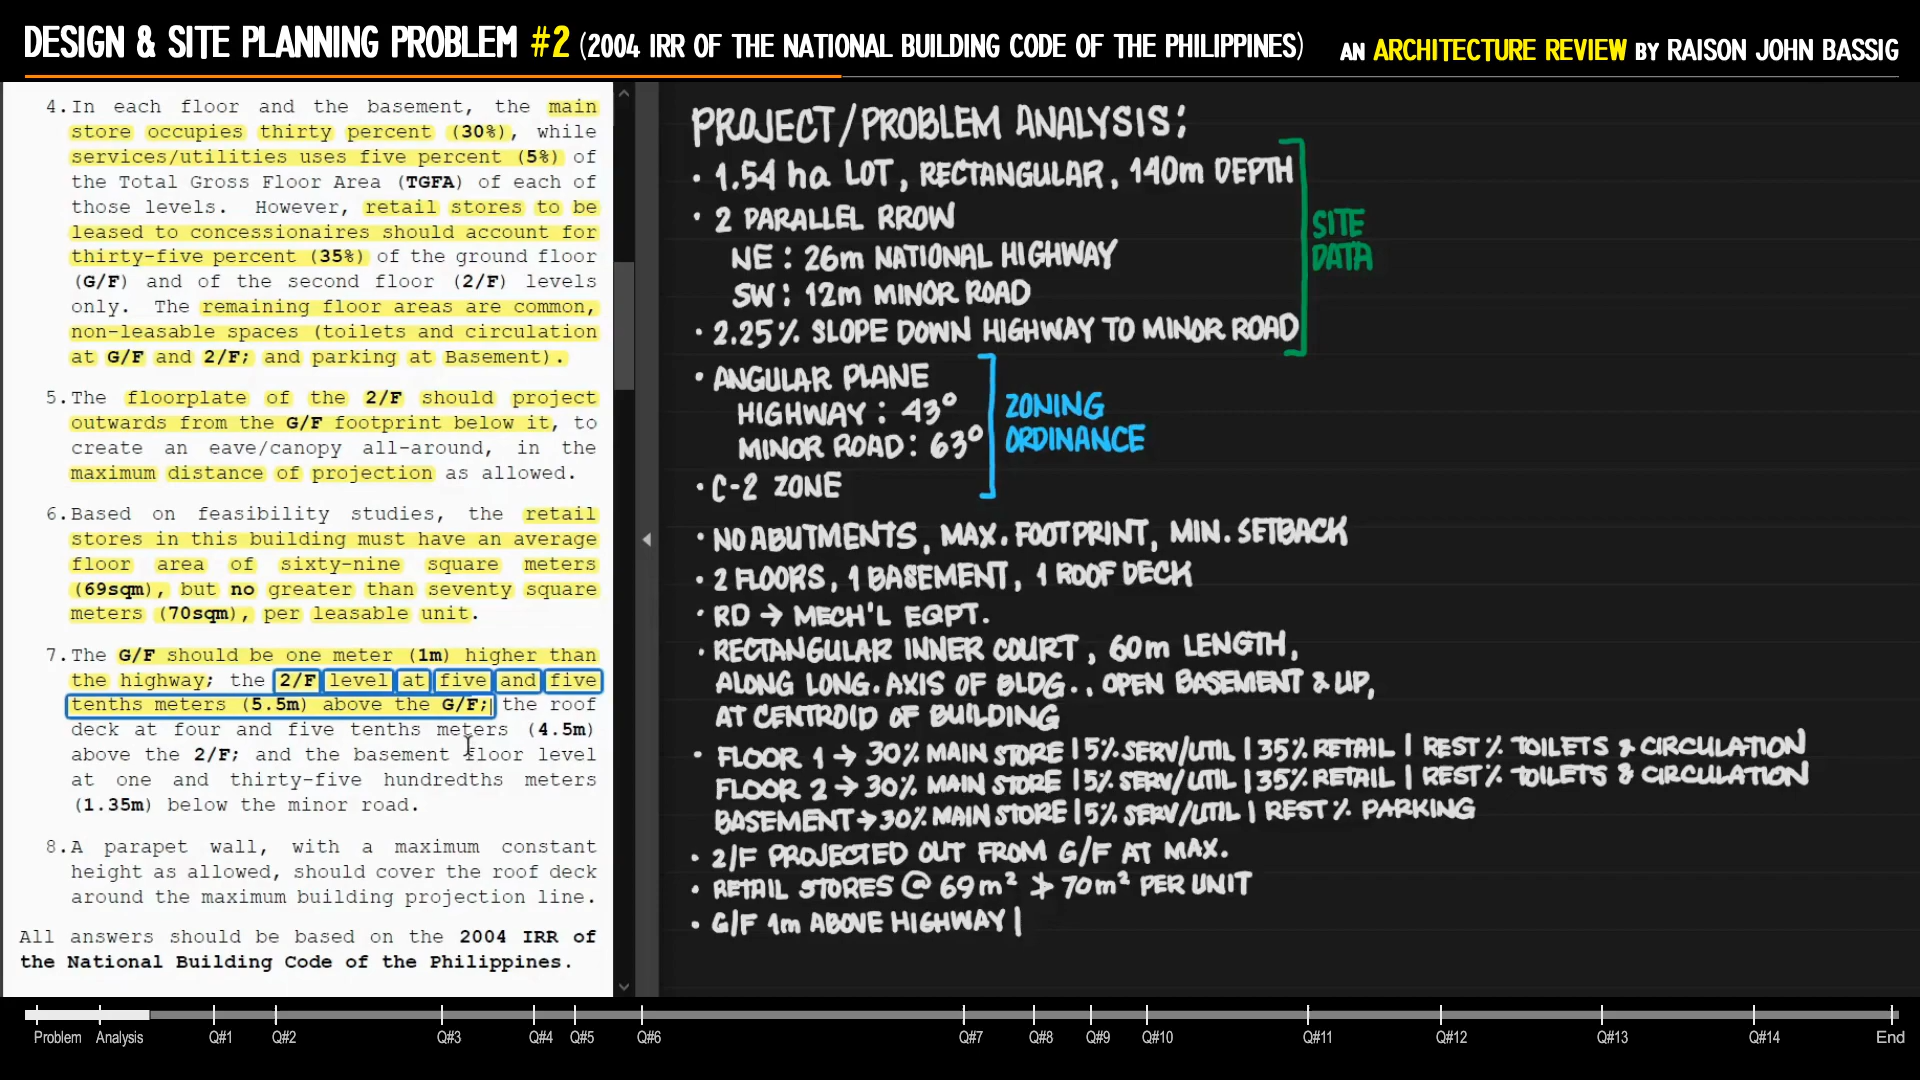 DESIGN & SITE PLANNING PROBLEM #2 (2004 IRR OF THE NATIONAL BUILDING CODE OF THE PHILIPPINES) AN ARCHITECTURE REVIEW BY RAISON JOHN BASSIG
4. In each floor and the basement, the main
store occupies thirty percent (30%), while
services/utilities uses five percent (5%) of
the Total Gross Floor Area (TGFA) of each of
those levels. However, retail stores to be
leased to concessionaires should account for
thirty-five percent (35%) of the ground floor
(G/F) and of the second floor (2/F) levels
only. The remaining floor areas are common,
non-leasable spaces (toilets and circulation
at G/F and 2/F; and parking at Basement).
5. The floorplate of the 2/F should project
outwards from the G/F footprint below it, to
create an eave/canopy all-around, in the
maximum distance of projection as allowed.
6. Based on feasibility studies, the retail
stores in this building must have an average
floor area of sixty-nine square meters
(69sqm), but no greater than seventy square
meters (70sqm), per leasable unit.
7. The G/F should be one meter (1m) higher than
the highway; the 2/F level at five and five
tenths meters (5.5m) above the G/F; the roof
deck at four and five tenths meters (4.5m)
above the 2/F; and the basement floor level
at one and thirty-five hundredths meters
(1.35m) below the minor road.
8. A parapet wall, with a maximum constant
height as allowed, should cover the roof deck
around the maximum building projection line.
All answers should be based on the 2004 IRR of
the National Building Code of the Philippines.
PROJECT/PROBLEM ANALYSIS:
• 1.54 ha LOT, RECTANGULAR, 140m DEPTH
• 2 PARALLEL RROW
NE: 26m NATIONAL HIGHWAY
SW: 12m MINOR ROAD
• 2.25% SLOPE DOWN HIGHWAY TO MINOR ROAD
SITE
DATA
• ANGULAR PLANE
HIGHWAY: 43°
MINOR ROAD: 63°
• C-2 ZONE
ZONING
ORDINANCE
• NO ABUTMENTS, MAX. FOOTPRINT, MIN. SETBACK
• 2 FLOORS, 1 BASEMENT, 1 ROOF DECK
• RD → MECH'L EQPT.
• RECTANGULAR INNER COURT, 60m LENGTH,
ALONG LONG. AXIS OF BLDG., OPEN BASEMENT & UP,
AT CENTROID OF BUILDING
• FLOOR 1 → 30% MAIN STORE | 5% SERV/UTIL | 35% RETAIL | REST % TOILETS & CIRCULATION
FLOOR 2 → 30% MAIN STORE | 5% SERV/UTIL | 35% RETAIL | REST % TOILETS & CIRCULATION
BASEMENT → 30% MAIN STORE | 5% SERV/UTIL | REST % PARKING
• 2/F PROJECTED OUT FROM G/F AT MAX.
• RETAIL STORES @ 69m² ≯ 70m² PER UNIT
• G/F 1m ABOVE HIGHWAY |
Problem Analysis Q#1 Q#2 Q#3 Q#4 Q#5 Q#6 Q#7 Q#8 Q#9 Q#10 Q#11 Q#12 Q#13 Q#14 End